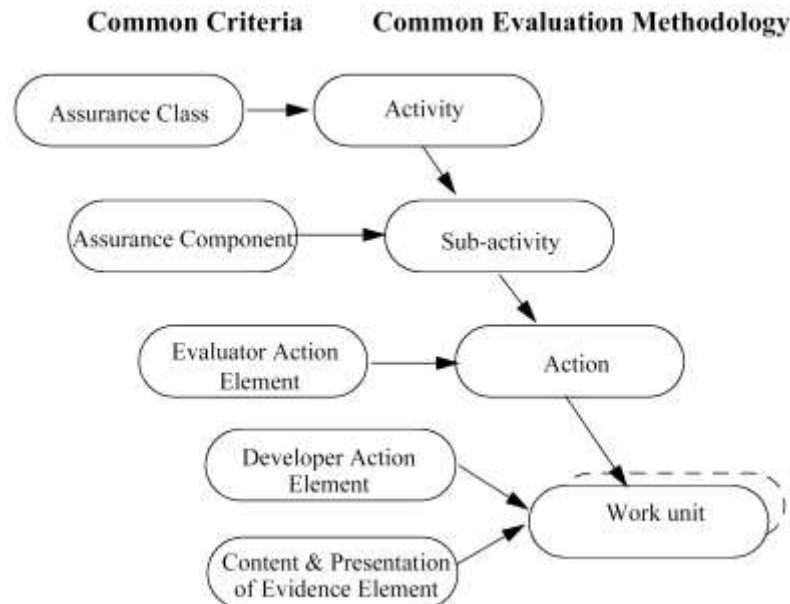 Common Criteria Common Evaluation Methodology
Assurance Class
Activity
Assurance Component
Sub-activity
Evaluator Action
Element
Action
Developer Action
Element
Work unit
Content & Presentation
of Evidence Element